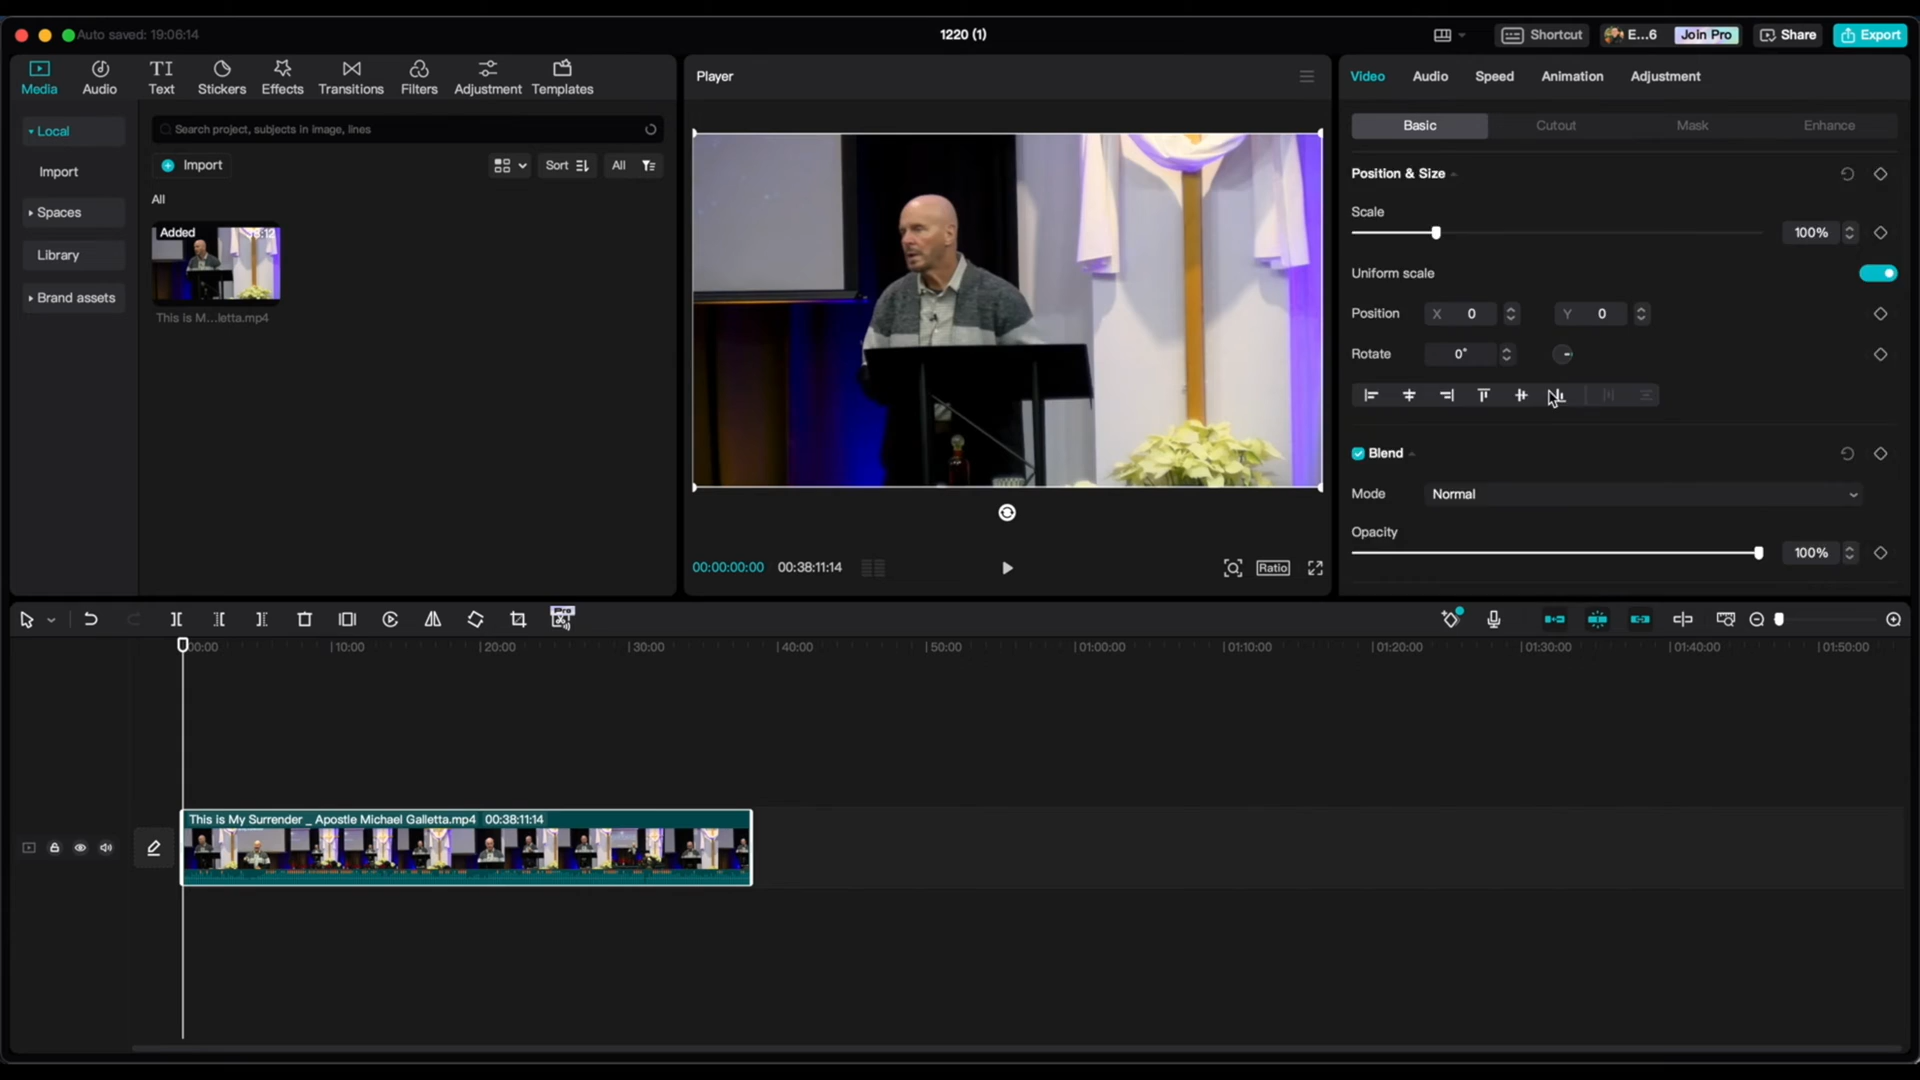 Auto saved: 19:06:14
1220 (1)
Shortcut
E...6
Join Pro
Share
Export
Media
Audio
Text
Stickers
Effects
Transitions
Filters
Adjustment
Templates
Local
Import
Spaces
Library
Brand assets
Search project, subjects in image, lines
Import
Sort
All
All
Added
This is M...letta.mp4
Player
00:00:00:00
00:38:11:14
Ratio
Video
Audio
Speed
Animation
Adjustment
Basic
Cutout
Mask
Enhance
Position & Size
Scale
100%
Uniform scale
Position
X 0
Y 0
Rotate
0°
Blend
Mode
Normal
Opacity
100%
Pro
00:00
10:00
20:00
30:00
40:00
50:00
01:00:00
01:10:00
01:20:00
01:30:00
01:40:00
01:50:00
This is My Surrender _ Apostle Michael Galletta.mp4 00:38:11:14